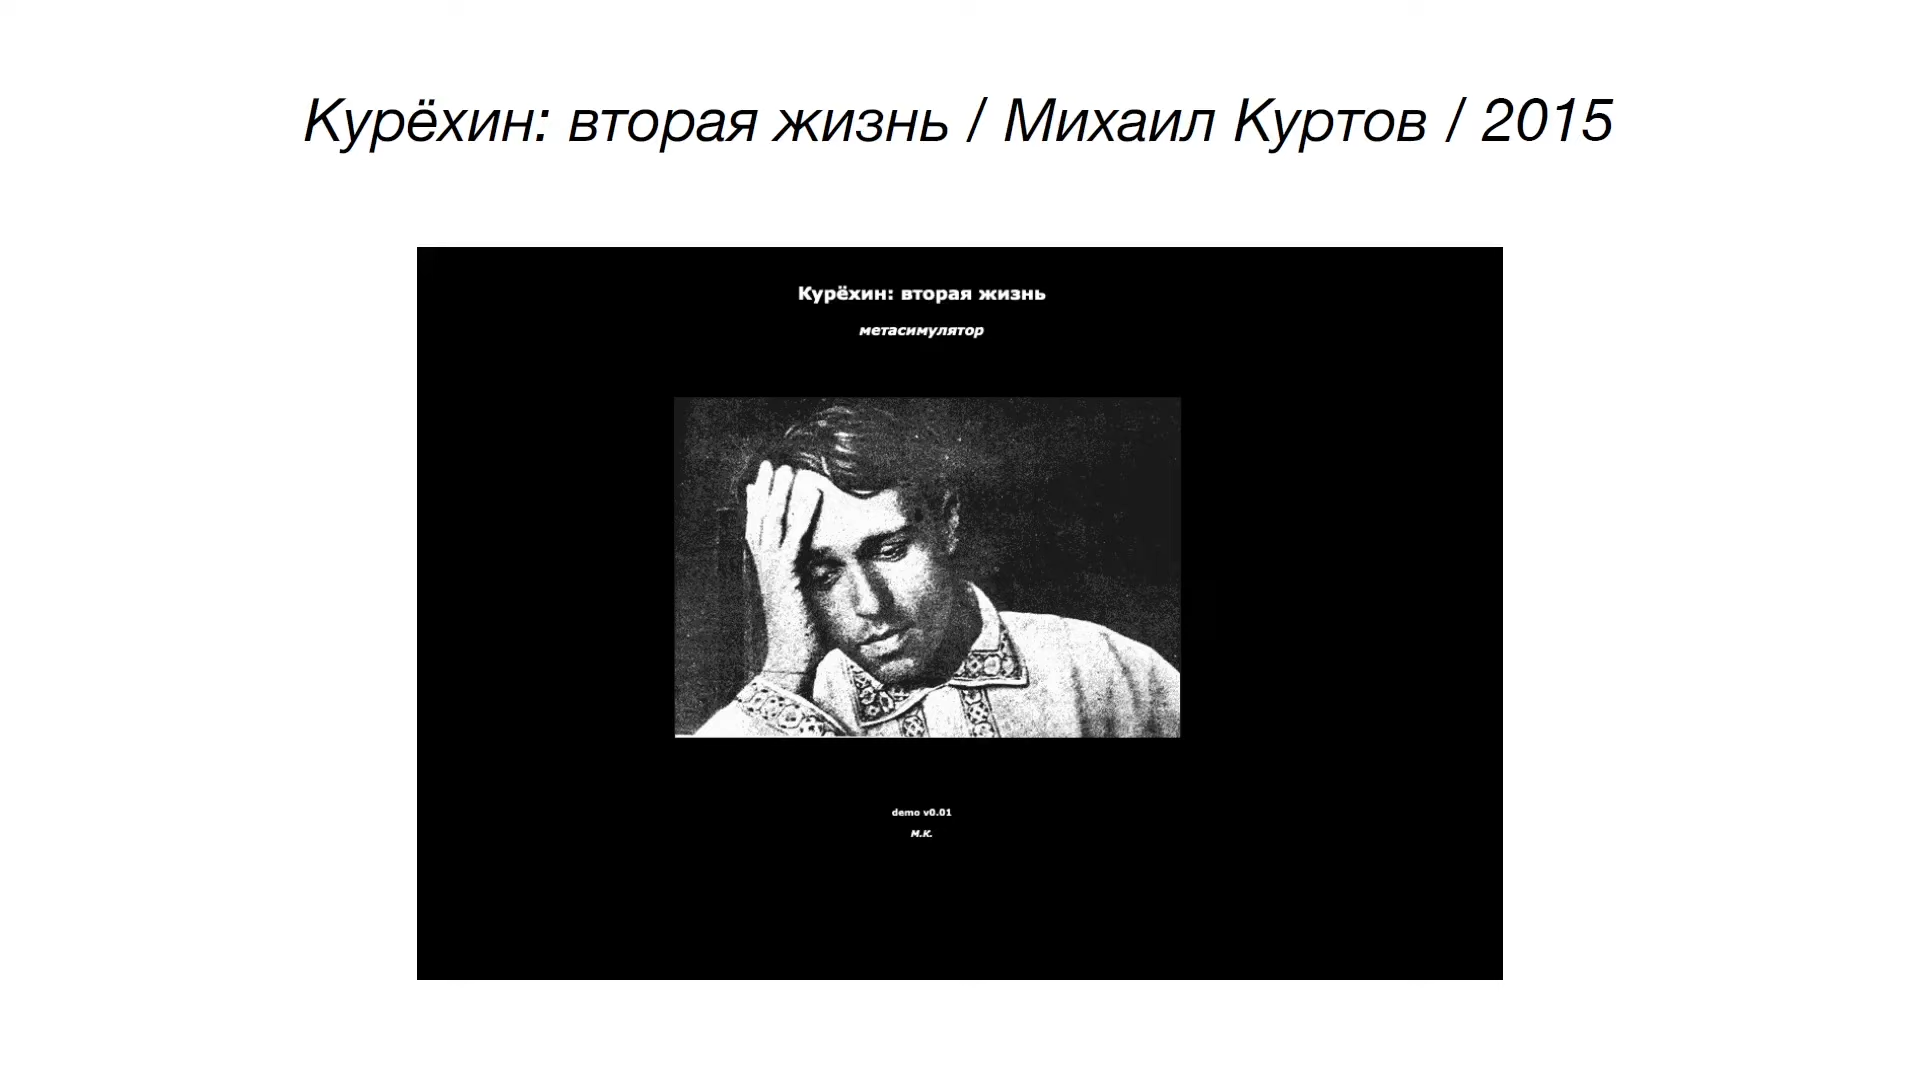 Курёхин: вторая жизнь / Михаил Куртов / 2015
Курёхин: вторая жизнь
метасимулятор
demo v0.01
М.К.